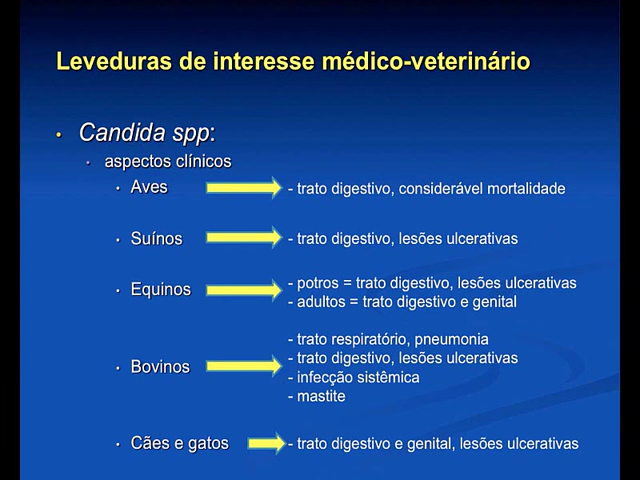 Leveduras de interesse médico-veterinário
• Candida spp:
• aspectos clínicos
• Aves - trato digestivo, considerável mortalidade
• Suínos - trato digestivo, lesões ulcerativas
• Equinos - potros = trato digestivo, lesões ulcerativas
- adultos = trato digestivo e genital
- trato respiratório, pneumonia
• Bovinos - trato digestivo, lesões ulcerativas
- infecção sistêmica
- mastite
• Cães e gatos - trato digestivo e genital, lesões ulcerativas